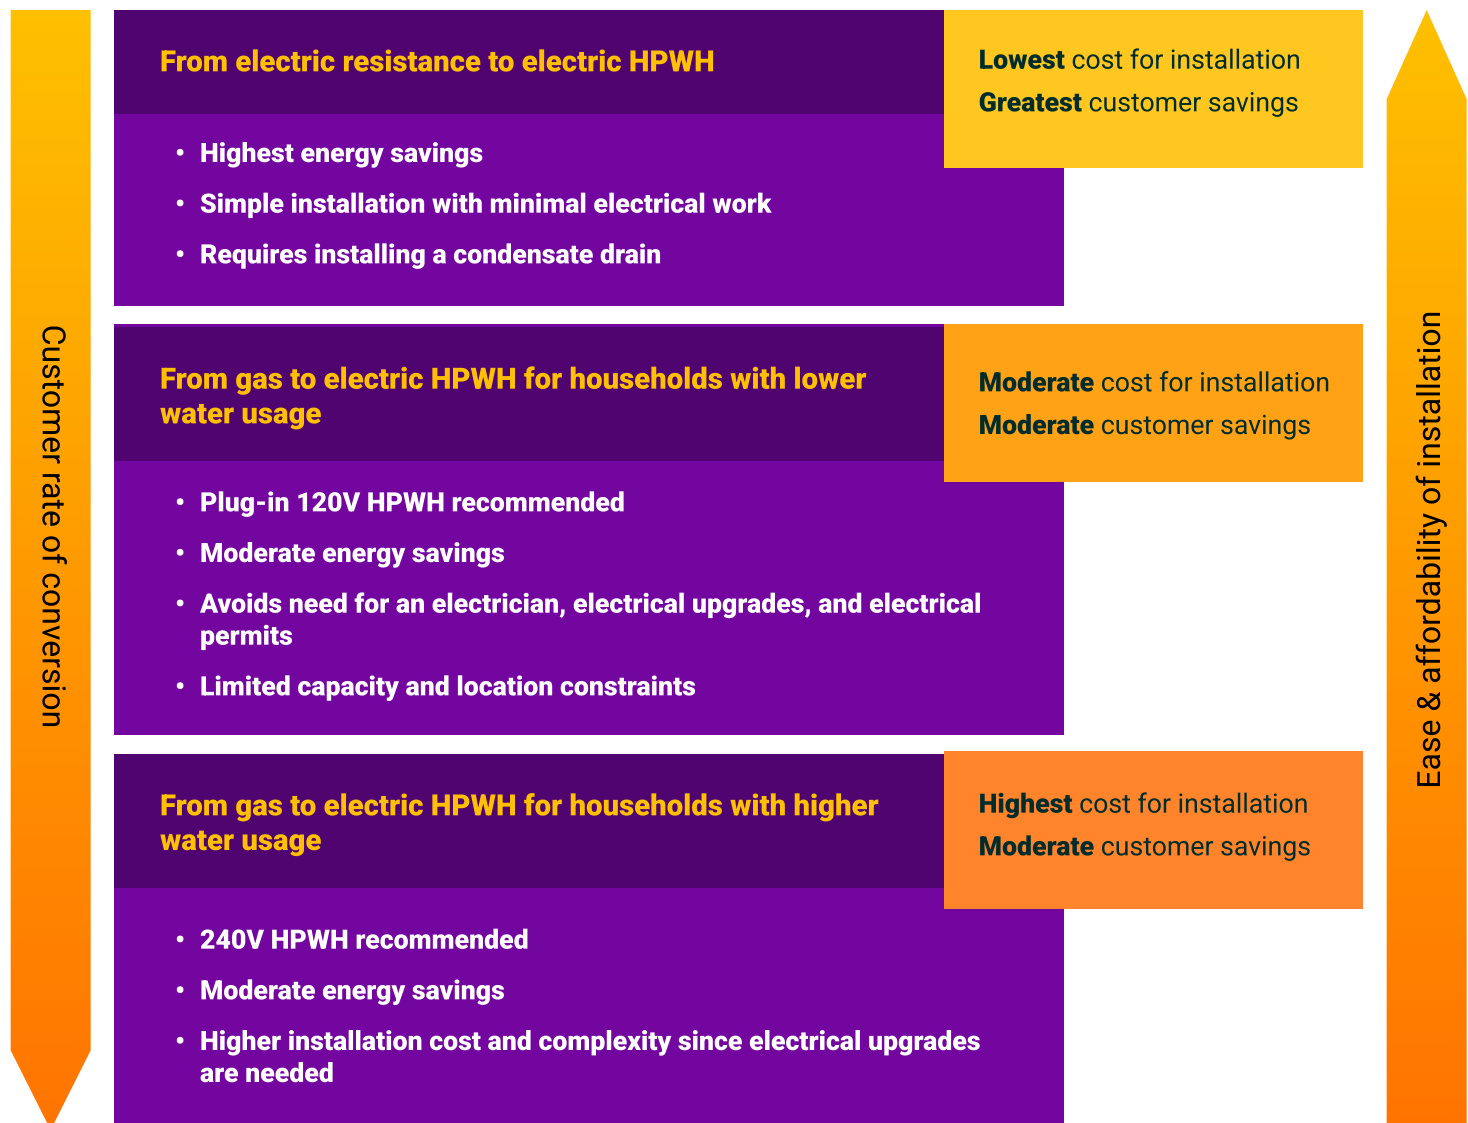 Customer rate of conversion
From electric resistance to electric HPWH
Lowest cost for installation
Greatest customer savings
• Highest energy savings
• Simple installation with minimal electrical work
• Requires installing a condensate drain
From gas to electric HPWH for households with lower
water usage
Moderate cost for installation
Moderate customer savings
• Plug-in 120V HPWH recommended
• Moderate energy savings
• Avoids need for an electrician, electrical upgrades, and electrical
permits
• Limited capacity and location constraints
From gas to electric HPWH for households with higher
water usage
Highest cost for installation
Moderate customer savings
• 240V HPWH recommended
• Moderate energy savings
• Higher installation cost and complexity since electrical upgrades
are needed
Ease & affordability of installation